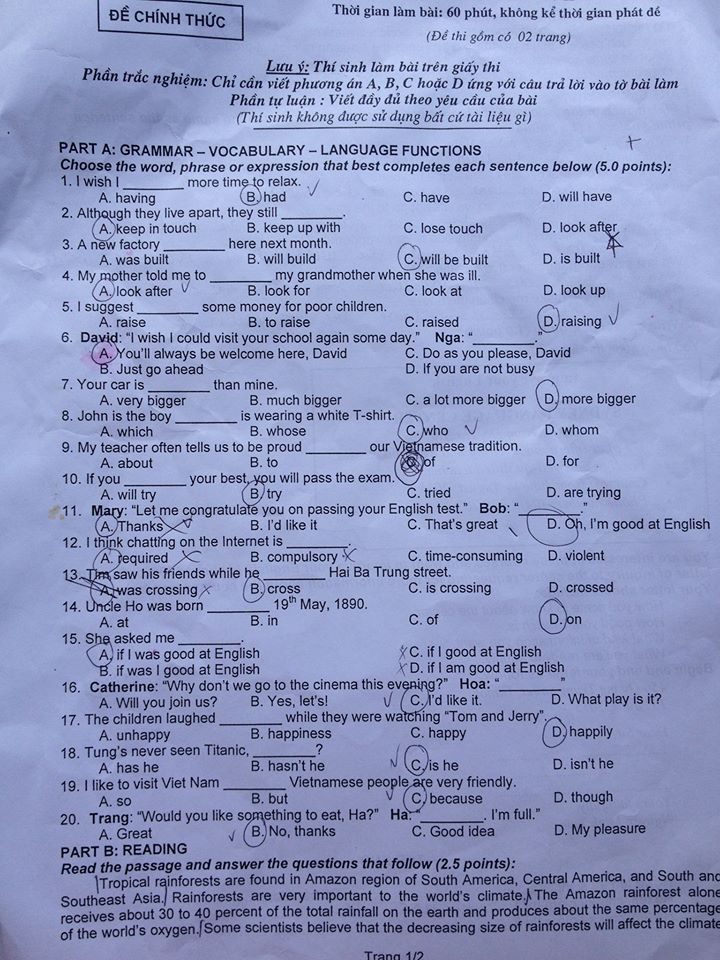 ĐỀ CHÍNH THỨC
Thời gian làm bài: 60 phút, không kể thời gian phát đề
(Đề thi gồm có 02 trang)
Lưu ý: Thí sinh làm bài trên giấy thi
Phần trắc nghiệm: Chỉ cần viết phương án A, B, C hoặc D ứng với câu trả lời vào tờ bài làm
Phần tự luận : Viết đầy đủ theo yêu cầu của bài
(Thí sinh không được sử dụng bất cứ tài liệu gì)
PART A: GRAMMAR – VOCABULARY – LANGUAGE FUNCTIONS
Choose the word, phrase or expression that best completes each sentence below (5.0 points):
1. I wish I ________ more time to relax.
A. having B. had C. have D. will have
2. Although they live apart, they still ________.
A. keep in touch B. keep up with C. lose touch D. look after
3. A new factory ________ here next month.
A. was built B. will build C. will be built D. is built
4. My mother told me to ________ my grandmother when she was ill.
A. look after B. look for C. look at D. look up
5. I suggest ________ some money for poor children.
A. raise B. to raise C. raised D. raising
6. David: “I wish I could visit your school again some day.” Nga: “________.”
A. You’ll always be welcome here, David C. Do as you please, David
B. Just go ahead D. If you are not busy
7. Your car is ________ than mine.
A. very bigger B. much bigger C. a lot more bigger D. more bigger
8. John is the boy ________ is wearing a white T-shirt.
A. which B. whose C. who D. whom
9. My teacher often tells us to be proud ________ our Vietnamese tradition.
A. about B. to C. of D. for
10. If you ________ your best, you will pass the exam.
A. will try B. try C. tried D. are trying
11. Mary: “Let me congratulate you on passing your English test.” Bob: “________.”
A. Thanks B. I’d like it C. That’s great D. Oh, I’m good at English
12. I think chatting on the Internet is ________.
A. required B. compulsory C. time-consuming D. violent
13. Tim saw his friends while he ________ Hai Ba Trung street.
A. was crossing B. cross C. is crossing D. crossed
14. Uncle Ho was born ________ 19th May, 1890.
A. at B. in C. of D. on
15. She asked me ________.
A. if I was good at English C. if I good at English
B. if was I good at English D. if I am good at English
16. Catherine: “Why don’t we go to the cinema this evening?” Hoa: “________”
A. Will you join us? B. Yes, let’s! C. I’d like it. D. What play is it?
17. The children laughed ________ while they were watching “Tom and Jerry”.
A. unhappy B. happiness C. happy D. happily
18. Tung’s never seen Titanic, ________?
A. has he B. hasn’t he C. is he D. isn’t he
19. I like to visit Viet Nam ________ Vietnamese people are very friendly.
A. so B. but C. because D. though
20. Trang: “Would you like something to eat, Ha?” Ha: “________. I’m full.”
A. Great B. No, thanks C. Good idea D. My pleasure
PART B: READING
Read the passage and answer the questions that follow (2.5 points):
Tropical rainforests are found in Amazon region of South America, Central America, and South and
Southeast Asia. Rainforests are very important to the world’s climate. The Amazon rainforest alone
receives about 30 to 40 percent of the total rainfall on the earth and produces about the same percentage
of the world’s oxygen. Some scientists believe that the decreasing size of rainforests will affect the climate
Trang 1/2